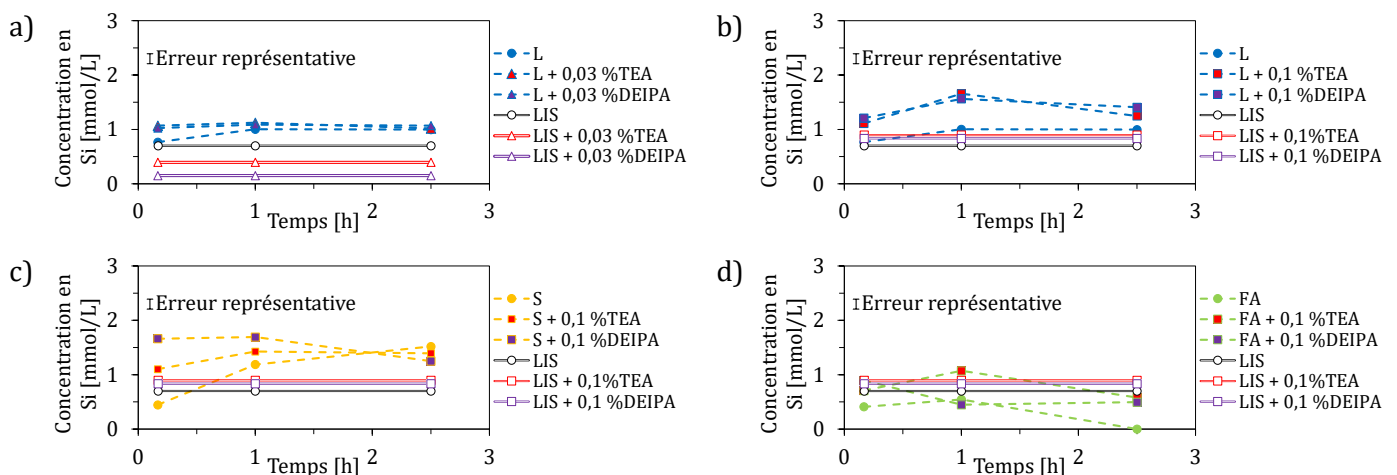 a)
Concentration en
Si [mmol/L]
3
2
1
0
Erreur représentative
0
1
2
3
Temps [h]
L
L + 0,03 %TEA
L + 0,03 %DEIPA
LIS
LIS + 0,03 %TEA
LIS + 0,03 %DEIPA
b)
Concentration en
Si [mmol/L]
3
2
1
0
Erreur représentative
0
1
2
3
Temps [h]
L
L + 0,1 %TEA
L + 0,1 %DEIPA
LIS
LIS + 0,1%TEA
LIS + 0,1 %DEIPA
c)
Concentration en
Si [mmol/L]
3
2
1
0
Erreur représentative
0
1
2
3
Temps [h]
S
S + 0,1 %TEA
S + 0,1 %DEIPA
LIS
LIS + 0,1%TEA
LIS + 0,1 %DEIPA
d)
Concentration en
Si [mmol/L]
3
2
1
0
Erreur représentative
0
1
2
3
Temps [h]
FA
FA + 0,1 %TEA
FA + 0,1 %DEIPA
LIS
LIS + 0,1%TEA
LIS + 0,1 %DEIPA